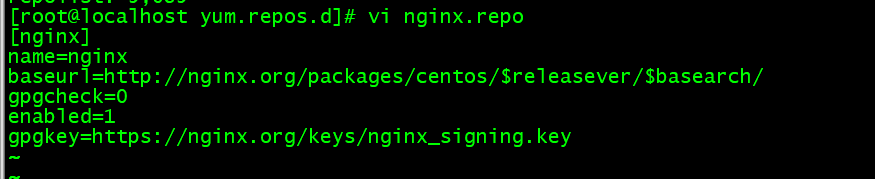 [root@localhost yum.repos.d]# vi nginx.repo
[nginx]
name=nginx
baseurl=http://nginx.org/packages/centos/$releasever/$basearch/
gpgcheck=0
enabled=1
gpgkey=https://nginx.org/keys/nginx_signing.key
~
~